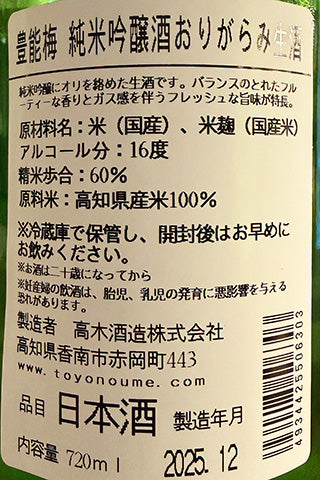 豊能梅 純米吟醸酒おりがらみ生酒
純米吟醸にオリを絡めた生酒です。バランスのとれたフル
ーティーな香りとガス感を伴うフレッシュな旨味が特長。
原材料名：米（国産）、米麹（国産米）
アルコール分：16度
精米歩合：60％
原料米：高知県産米100％
※冷蔵庫で保管し、開封後はお早めに
お飲みください。
※お酒は二十歳になってから
※妊産婦の飲酒は、胎児、乳児の発育に悪影響を与える
恐れがあります。
製造者 高木酒造株式会社
高知県香南市赤岡町443
www.toyonoume.com
品目 日本酒 製造年月
内容量 720ml 2025.12
4934425506303